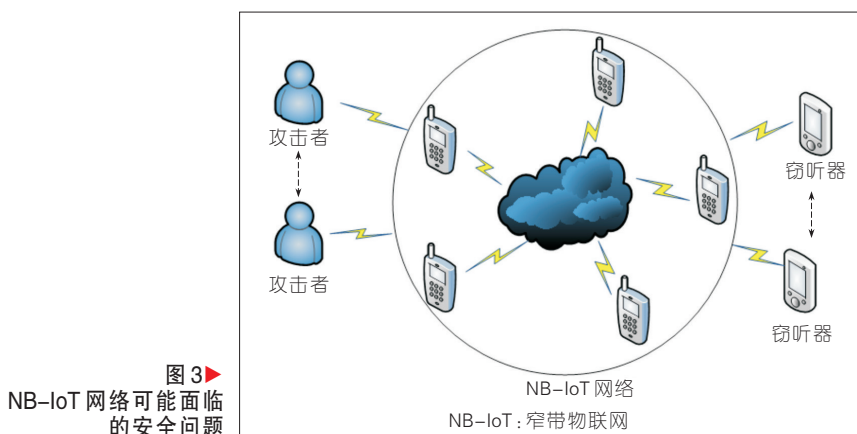 攻击者
攻击者
窃听器
窃听器
NB-IoT 网络
NB-IoT：窄带物联网
图 3▶
NB-IoT 网络可能面临
的安全问题